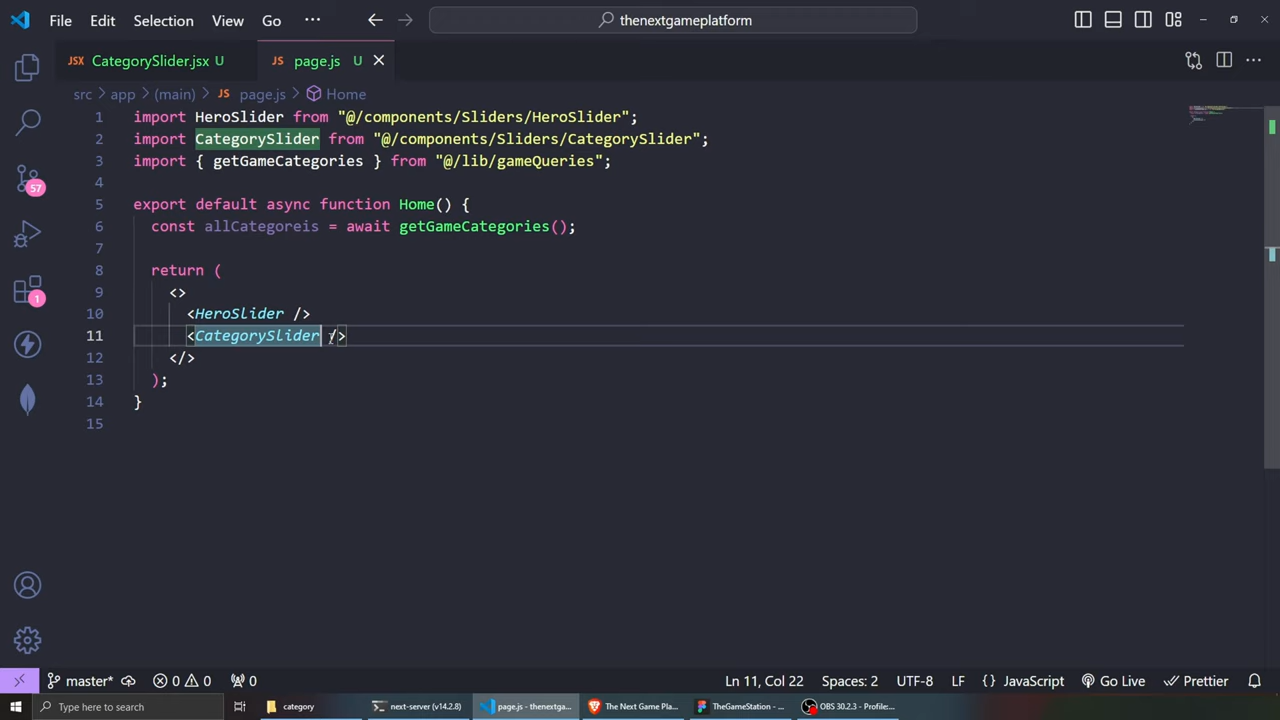 File Edit Selection View Go ··· thenextgameplatform
JSX CategorySlider.jsx U JS page.js U
src > app > (main) > JS page.js > Home
1 import HeroSlider from "@/components/Sliders/HeroSlider";
2 import CategorySlider from "@/components/Sliders/CategorySlider";
3 import { getGameCategories } from "@/lib/gameQueries";
4
5 export default async function Home() {
6 const allCategoreis = await getGameCategories();
7
8 return (
9 <>
10 <HeroSlider />
11 <CategorySlider />
12 </>
13 );
14 }
15
57
1
master* 0 0 0 Ln 11, Col 22 Spaces: 2 UTF-8 LF {} JavaScript Go Live Prettier
Type here to search category next-server (v14.2.8) page.js - thenextga... The Next Game Pla... TheGameStation - ... OBS 30.2.3 - Profile:...